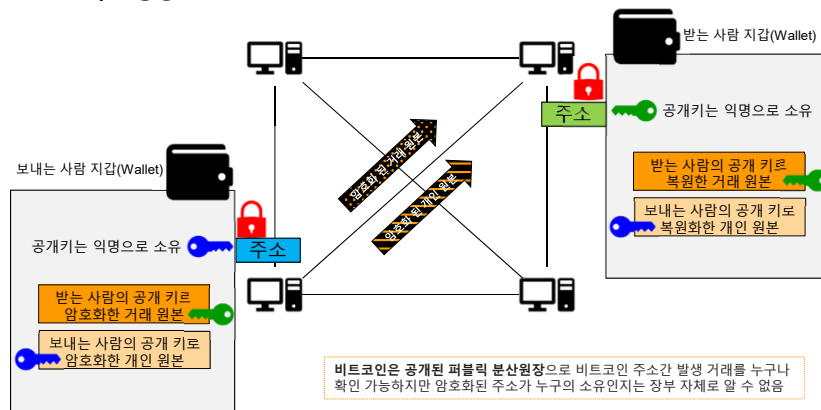 받는 사람 지갑(Wallet)
주소
공개키는 익명으로 소유
받는 사람의 공개 키르
복원한 거래 원본
보내는 사람의 공개 키로
복원화한 개인 원본
암호화 된 거래 원본
암호화 된 개인 원본
보내는 사람 지갑(Wallet)
공개키는 익명으로 소유
주소
받는 사람의 공개 키르
암호화한 거래 원본
보내는 사람의 공개 키로
암호화한 개인 원본
비트코인은 공개된 퍼블릭 분산원장으로 비트코인 주소간 발생 거래를 누구나
확인 가능하지만 암호화된 주소가 누구의 소유인지는 장부 자체로 알 수 없음